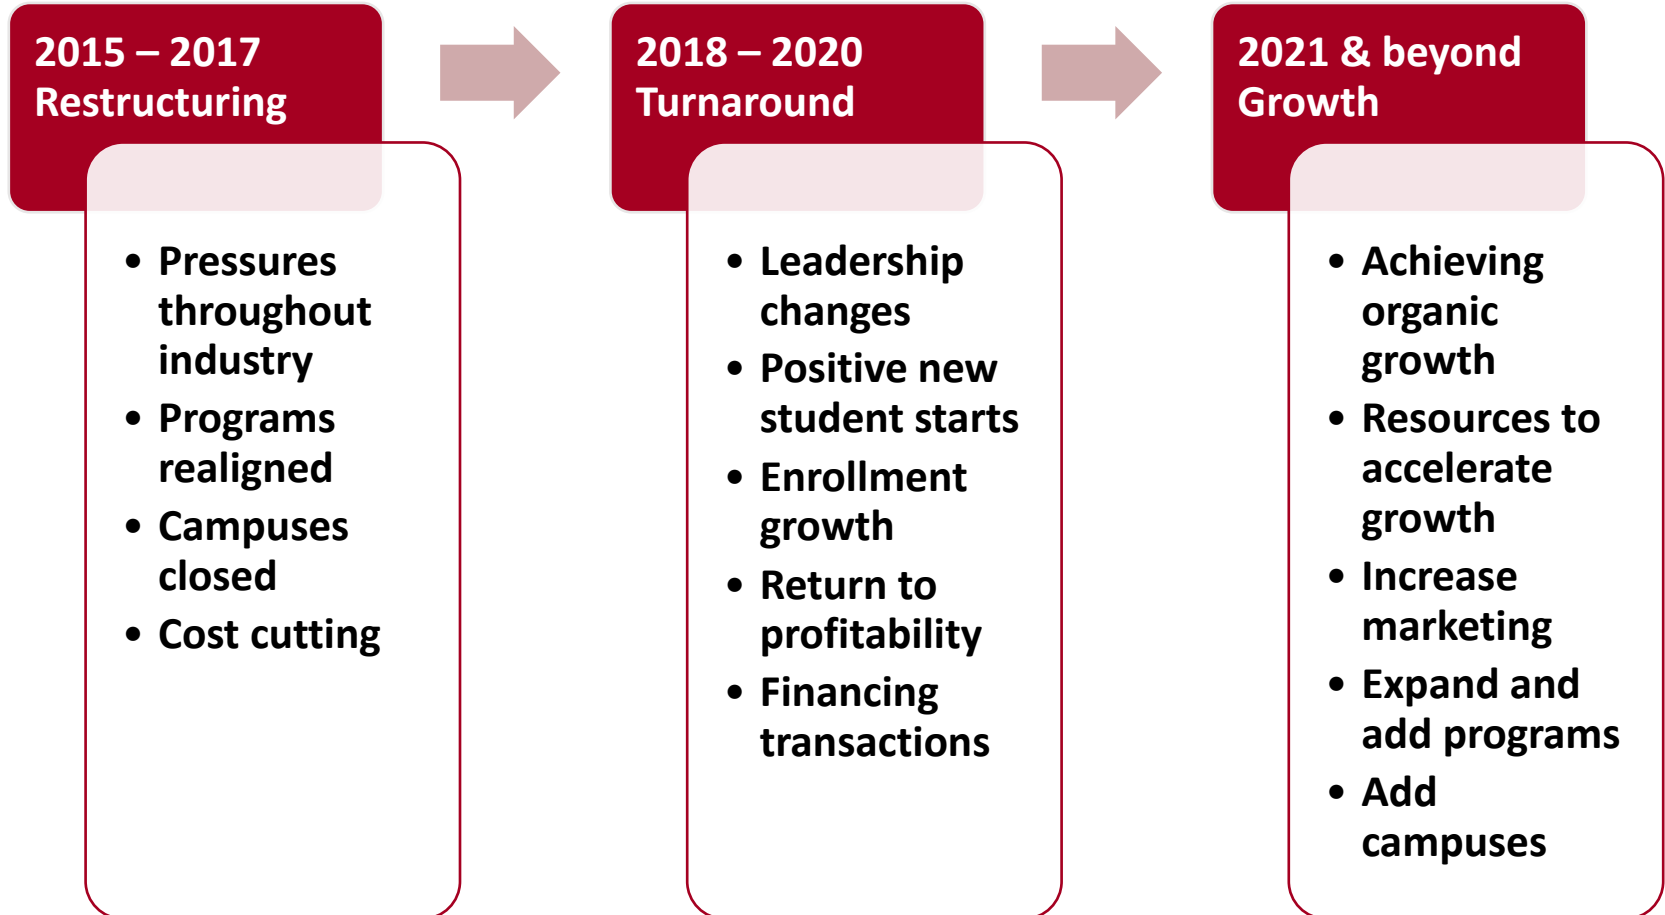 2015 – 2017
Restructuring
• Pressures
throughout
industry
• Programs
realigned
• Campuses
closed
• Cost cutting
2018 – 2020
Turnaround
• Leadership
changes
• Positive new
student starts
• Enrollment
growth
• Return to
profitability
• Financing
transactions
2021 & beyond
Growth
• Achieving
organic
growth
• Resources to
accelerate
growth
• Increase
marketing
• Expand and
add programs
• Add
campuses